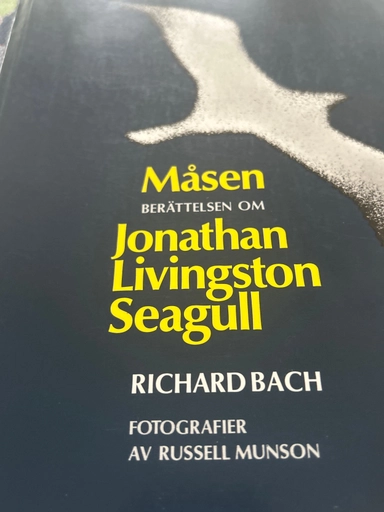 Måsen
BERÄTTELSEN OM
Jonathan
Livingston
Seagull
RICHARD BACH
FOTOGRAFIER
AV RUSSELL MUNSON